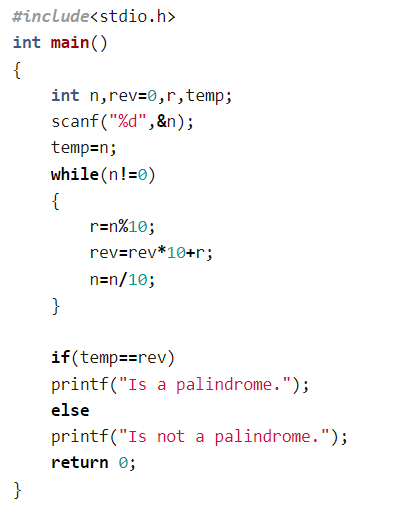 #include<stdio.h>
int main()
{
    int n,rev=0,r,temp;
    scanf("%d",&n);
    temp=n;
    while(n!=0)
    {
        r=n%10;
        rev=rev*10+r;
        n=n/10;
    }

    if(temp==rev)
    printf("Is a palindrome.");
    else
    printf("Is not a palindrome.");
    return 0;
}